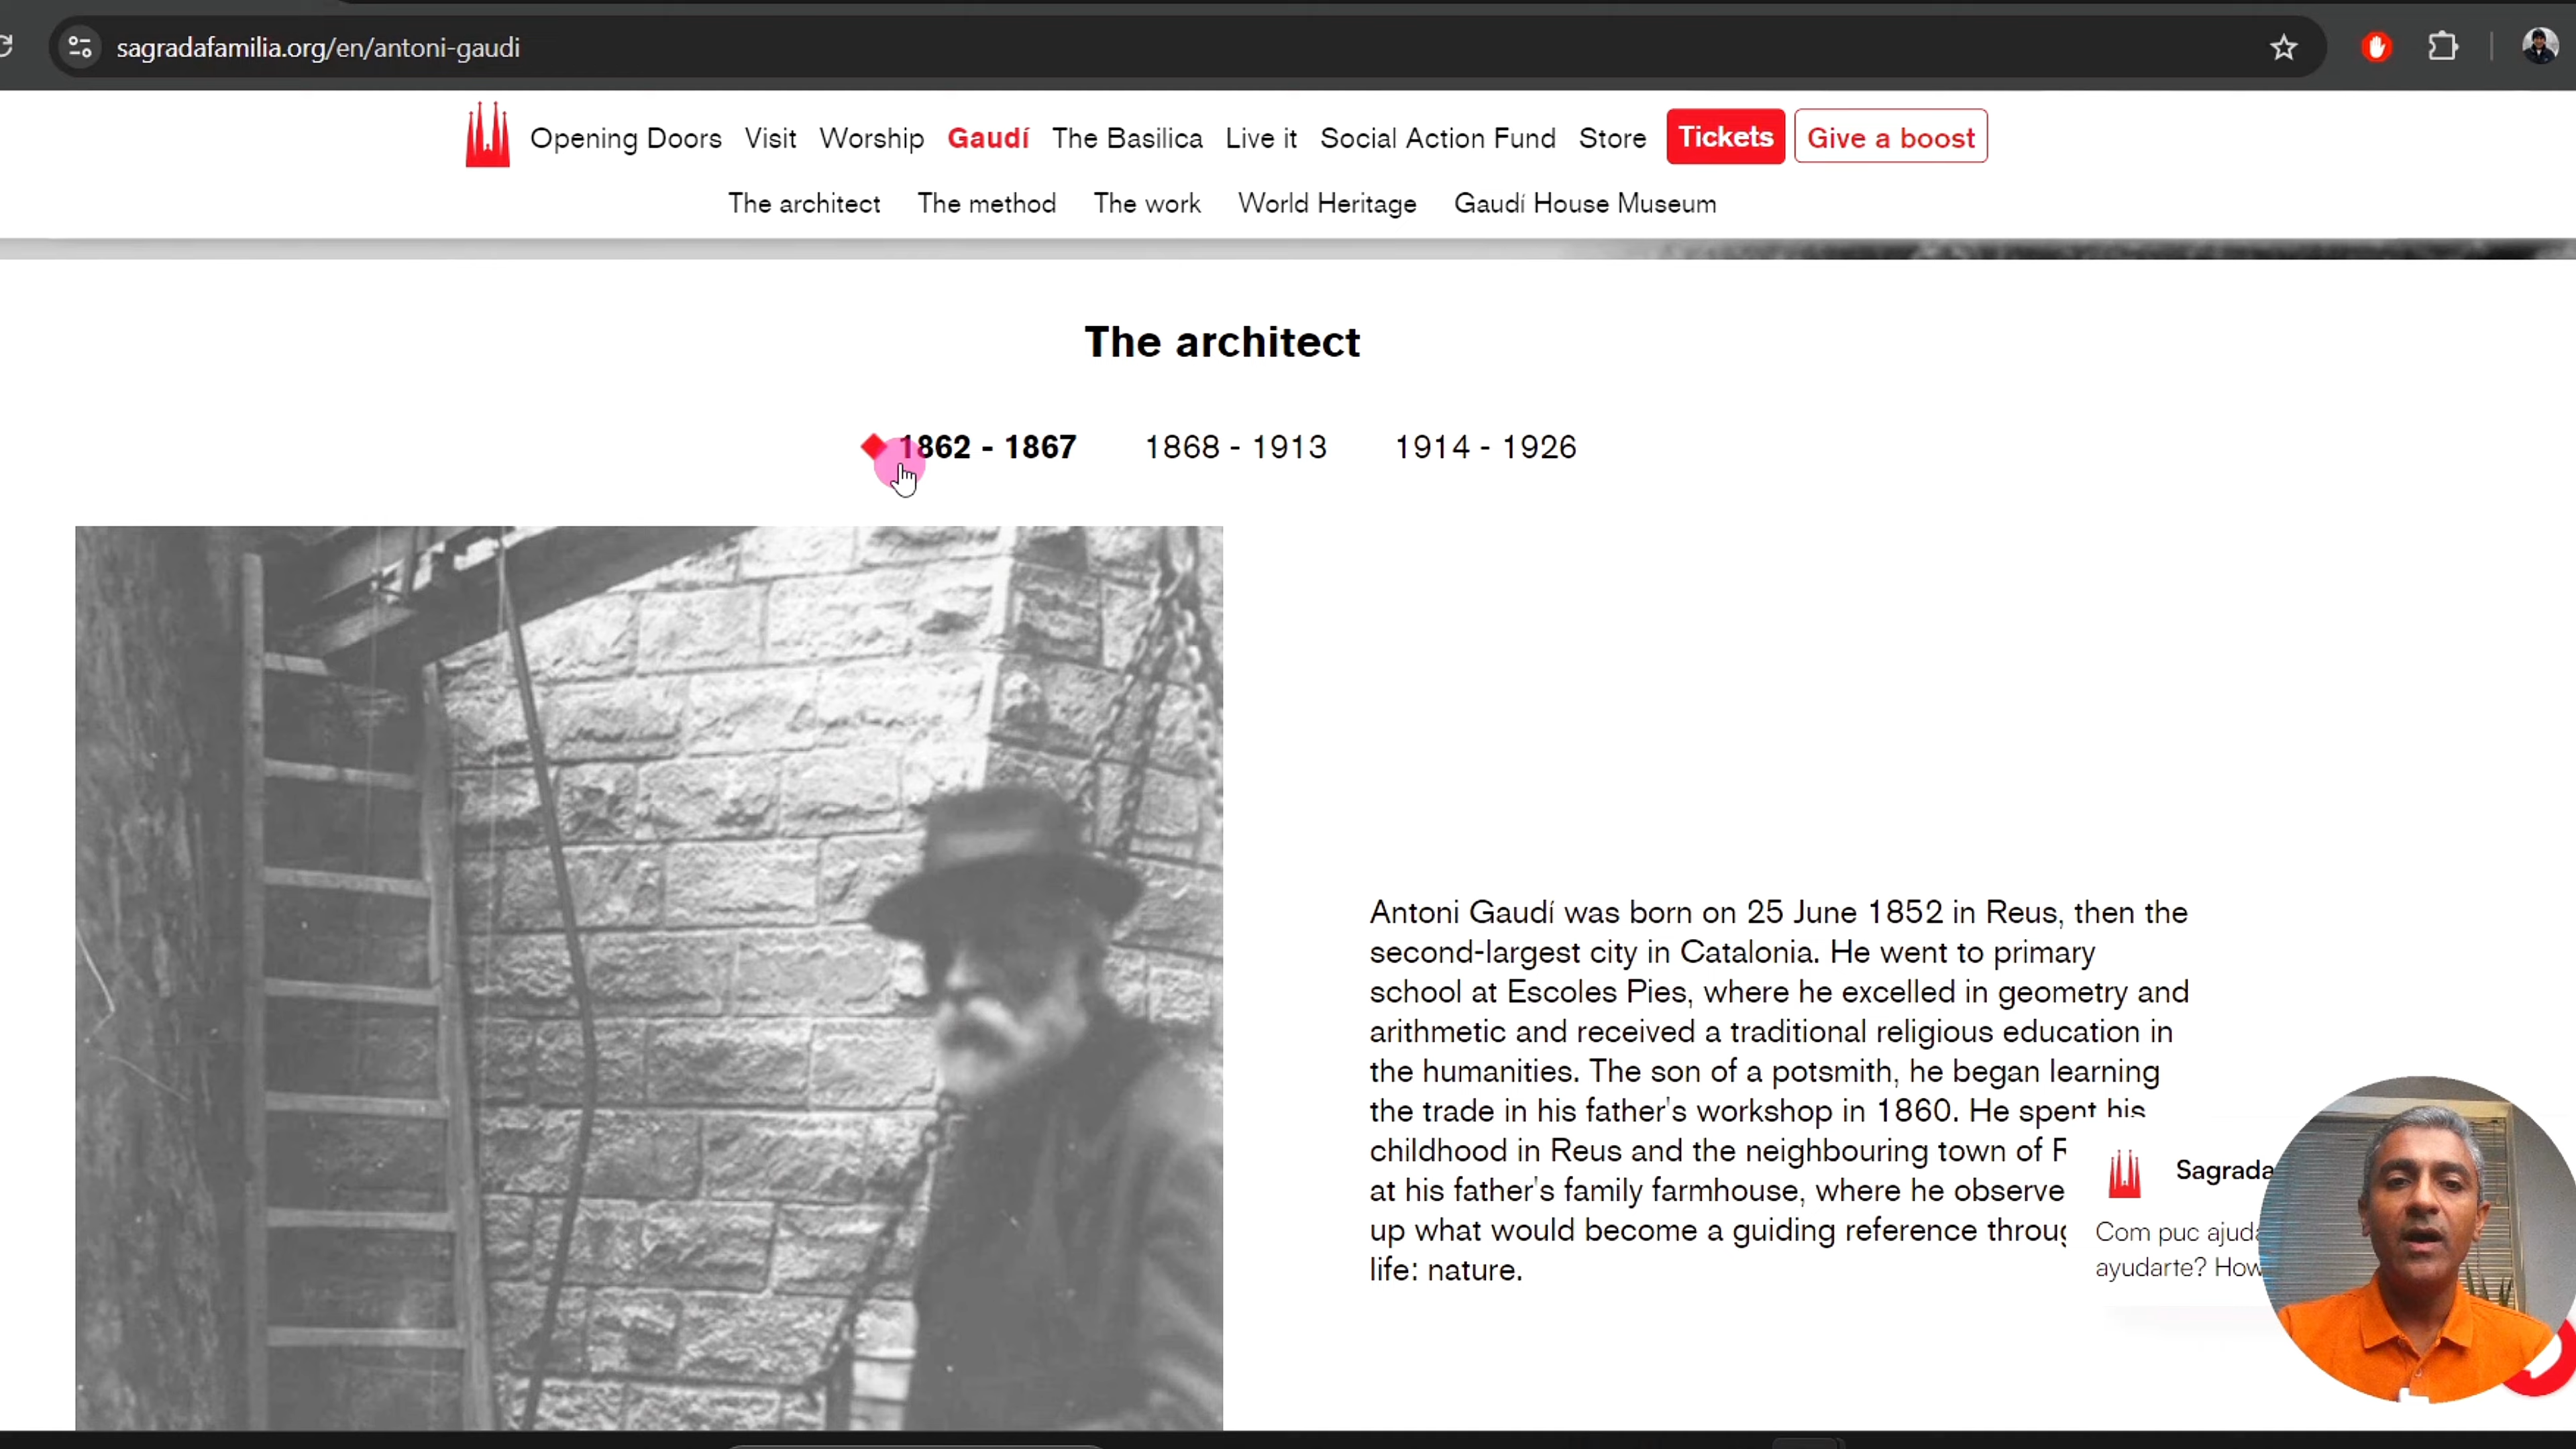 sagradafamilia.org/en/antoni-gaudi
Opening Doors Visit Worship Gaudí The Basilica Live it Social Action Fund Store Tickets Give a boost
The architect The method The work World Heritage Gaudí House Museum
The architect
1862 - 1867 1868 - 1913 1914 - 1926
Antoni Gaudí was born on 25 June 1852 in Reus, then the
second-largest city in Catalonia. He went to primary
school at Escoles Pies, where he excelled in geometry and
arithmetic and received a traditional religious education in
the humanities. The son of a potsmith, he began learning
the trade in his father's workshop in 1860. He spent his
childhood in Reus and the neighbouring town of
at his father's family farmhouse, where he observe
up what would become a guiding reference throug
life: nature.
Sagrada
Com puc ajuda
ayudarte? How